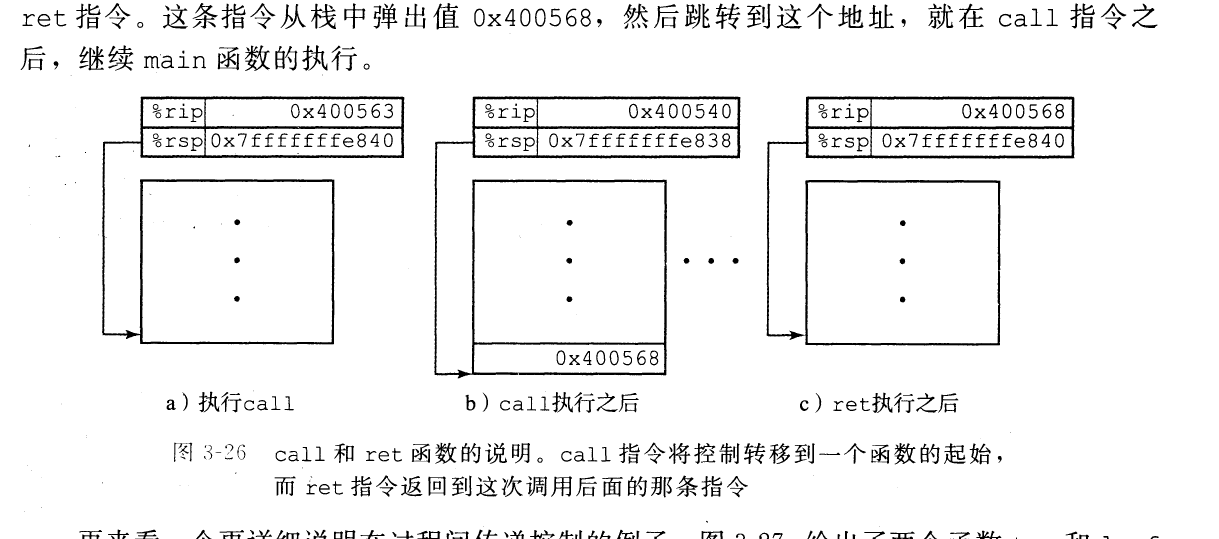 ret 指令。这条指令从栈中弹出值 0x400568，然后跳转到这个地址，就在 call 指令之
后，继续 main 函数的执行。
%rip 0x400563
%rsp 0x7fffffffe840
%rip 0x400540
%rsp 0x7fffffffe838
0x400568
%rip 0x400568
%rsp 0x7fffffffe840
a）执行call
b）call执行之后
c）ret执行之后
图 3-26 call 和 ret 函数的说明。call 指令将控制转移到一个函数的起始，
而 ret 指令返回到这次调用后面的那条指令